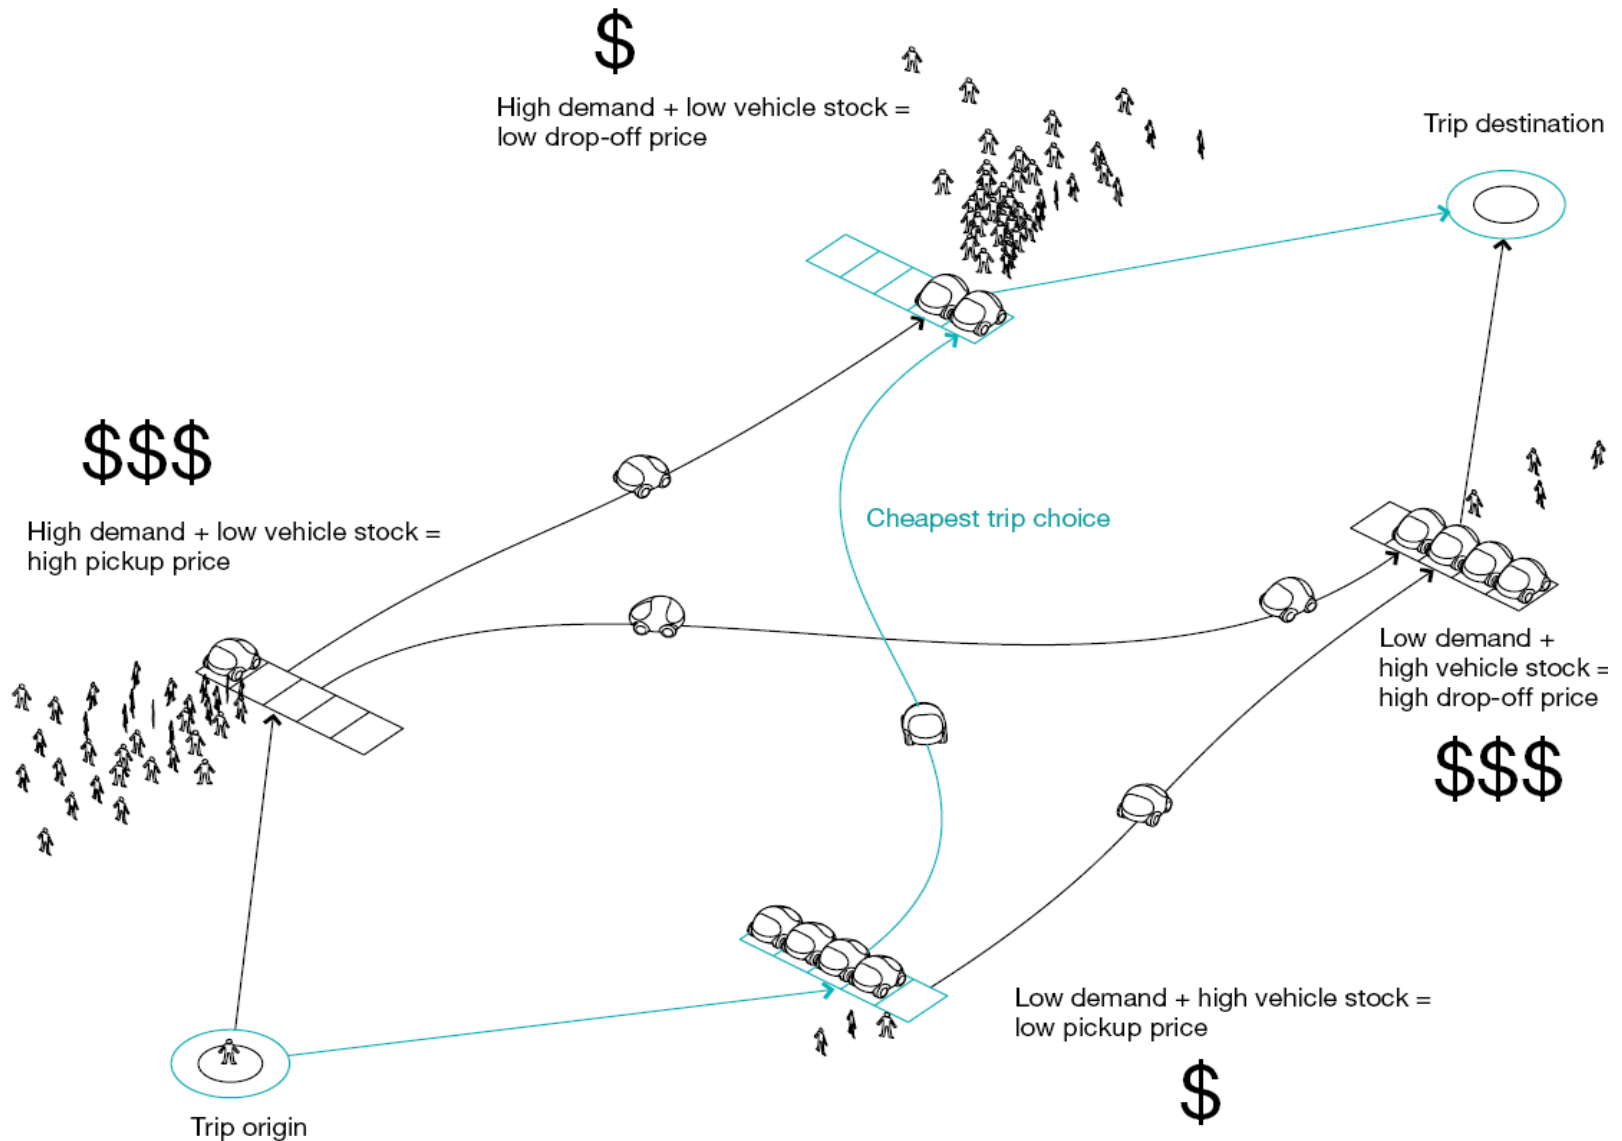 $
High demand + low vehicle stock =
low drop-off price
Trip destination
$$$
High demand + low vehicle stock =
high pickup price
Cheapest trip choice
Low demand +
high vehicle stock =
high drop-off price
$$$
Low demand + high vehicle stock =
low pickup price
$
Trip origin